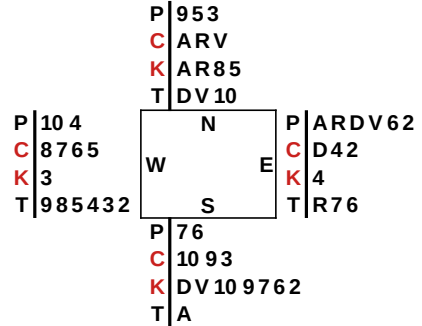 P 953
C ARV
K AR85
T DV10
P 104
C 8765
K 3
T 985432
N
W E
S
P ARDV62
C D42
K 4
T R76
P 76
C 1093
K DV109762
T A